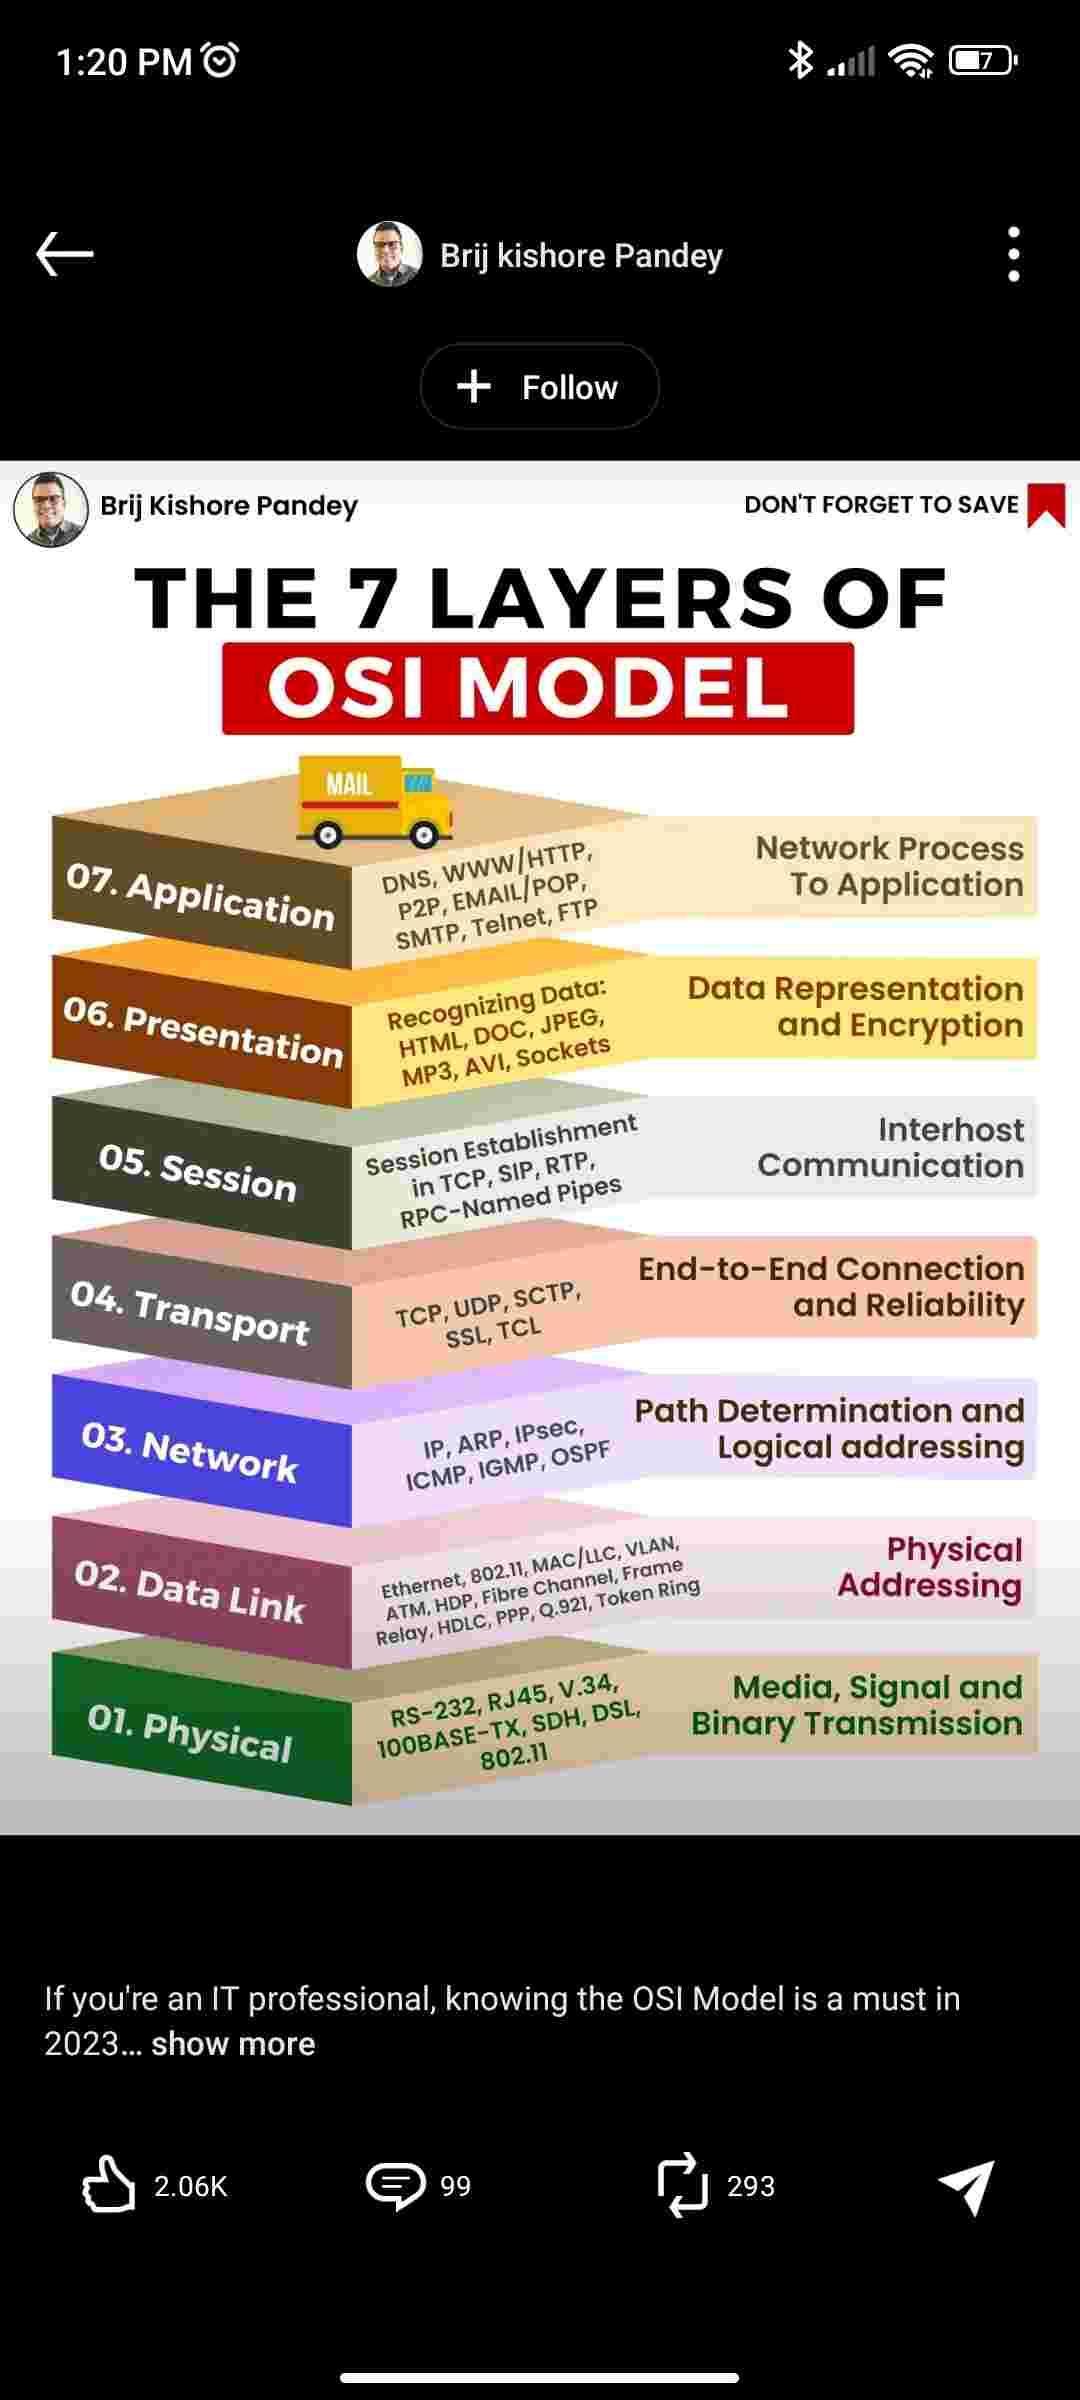 1:20 PM
7
Brij kishore Pandey
+ Follow
Brij Kishore Pandey
DON'T FORGET TO SAVE
THE 7 LAYERS OF
OSI MODEL
MAIL
07. Application
DNS, WWW/HTTP,
P2P, EMAIL/POP,
SMTP, Telnet, FTP
Network Process
To Application
06. Presentation
Recognizing Data:
HTML, DOC, JPEG,
MP3, AVI, Sockets
Data Representation
and Encryption
05. Session
Session Establishment
in TCP, SIP, RTP,
RPC-Named Pipes
Interhost
Communication
04. Transport
TCP, UDP, SCTP,
SSL, TCL
End-to-End Connection
and Reliability
03. Network
IP, ARP, IPsec,
ICMP, IGMP, OSPF
Path Determination and
Logical addressing
02. Data Link
Ethernet, 802.11, MAC/LLC, VLAN,
ATM, HDP, Fibre Channel, Frame
Relay, HDLC, PPP, Q.921, Token Ring
Physical
Addressing
01. Physical
RS-232, RJ45, V.34,
100BASE-TX, SDH, DSL,
802.11
Media, Signal and
Binary Transmission
If you're an IT professional, knowing the OSI Model is a must in
2023... show more
2.06K
99
293